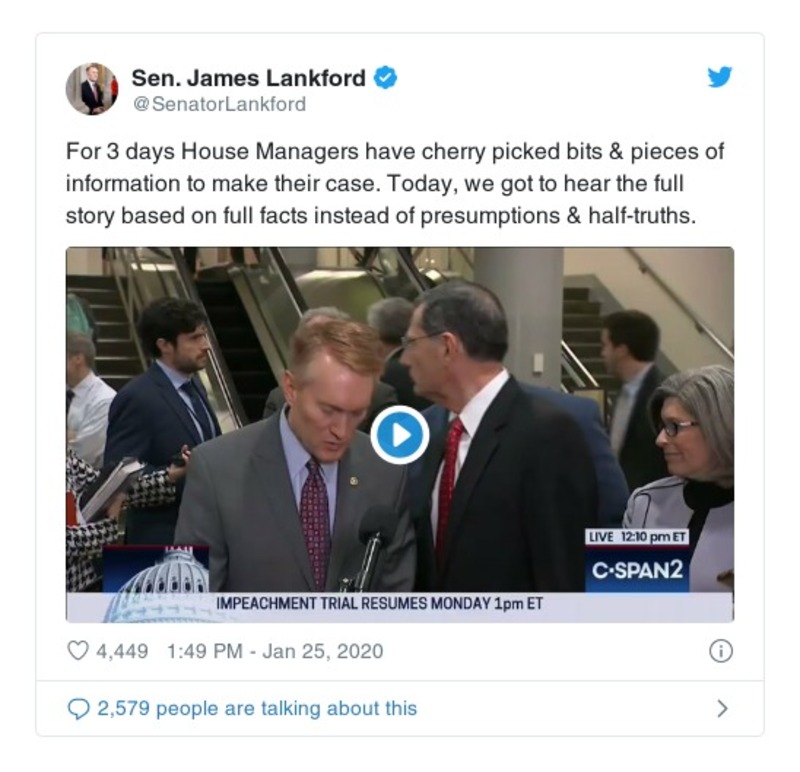 Sen. James Lankford
@SenatorLankford
For 3 days House Managers have cherry picked bits & pieces of
information to make their case. Today, we got to hear the full
story based on full facts instead of presumptions & half-truths.
LIVE 12:10 pm ET
C-SPAN2
IMPEACHMENT TRIAL RESUMES MONDAY 1pm ET
4,449 1:49 PM - Jan 25, 2020
2,579 people are talking about this